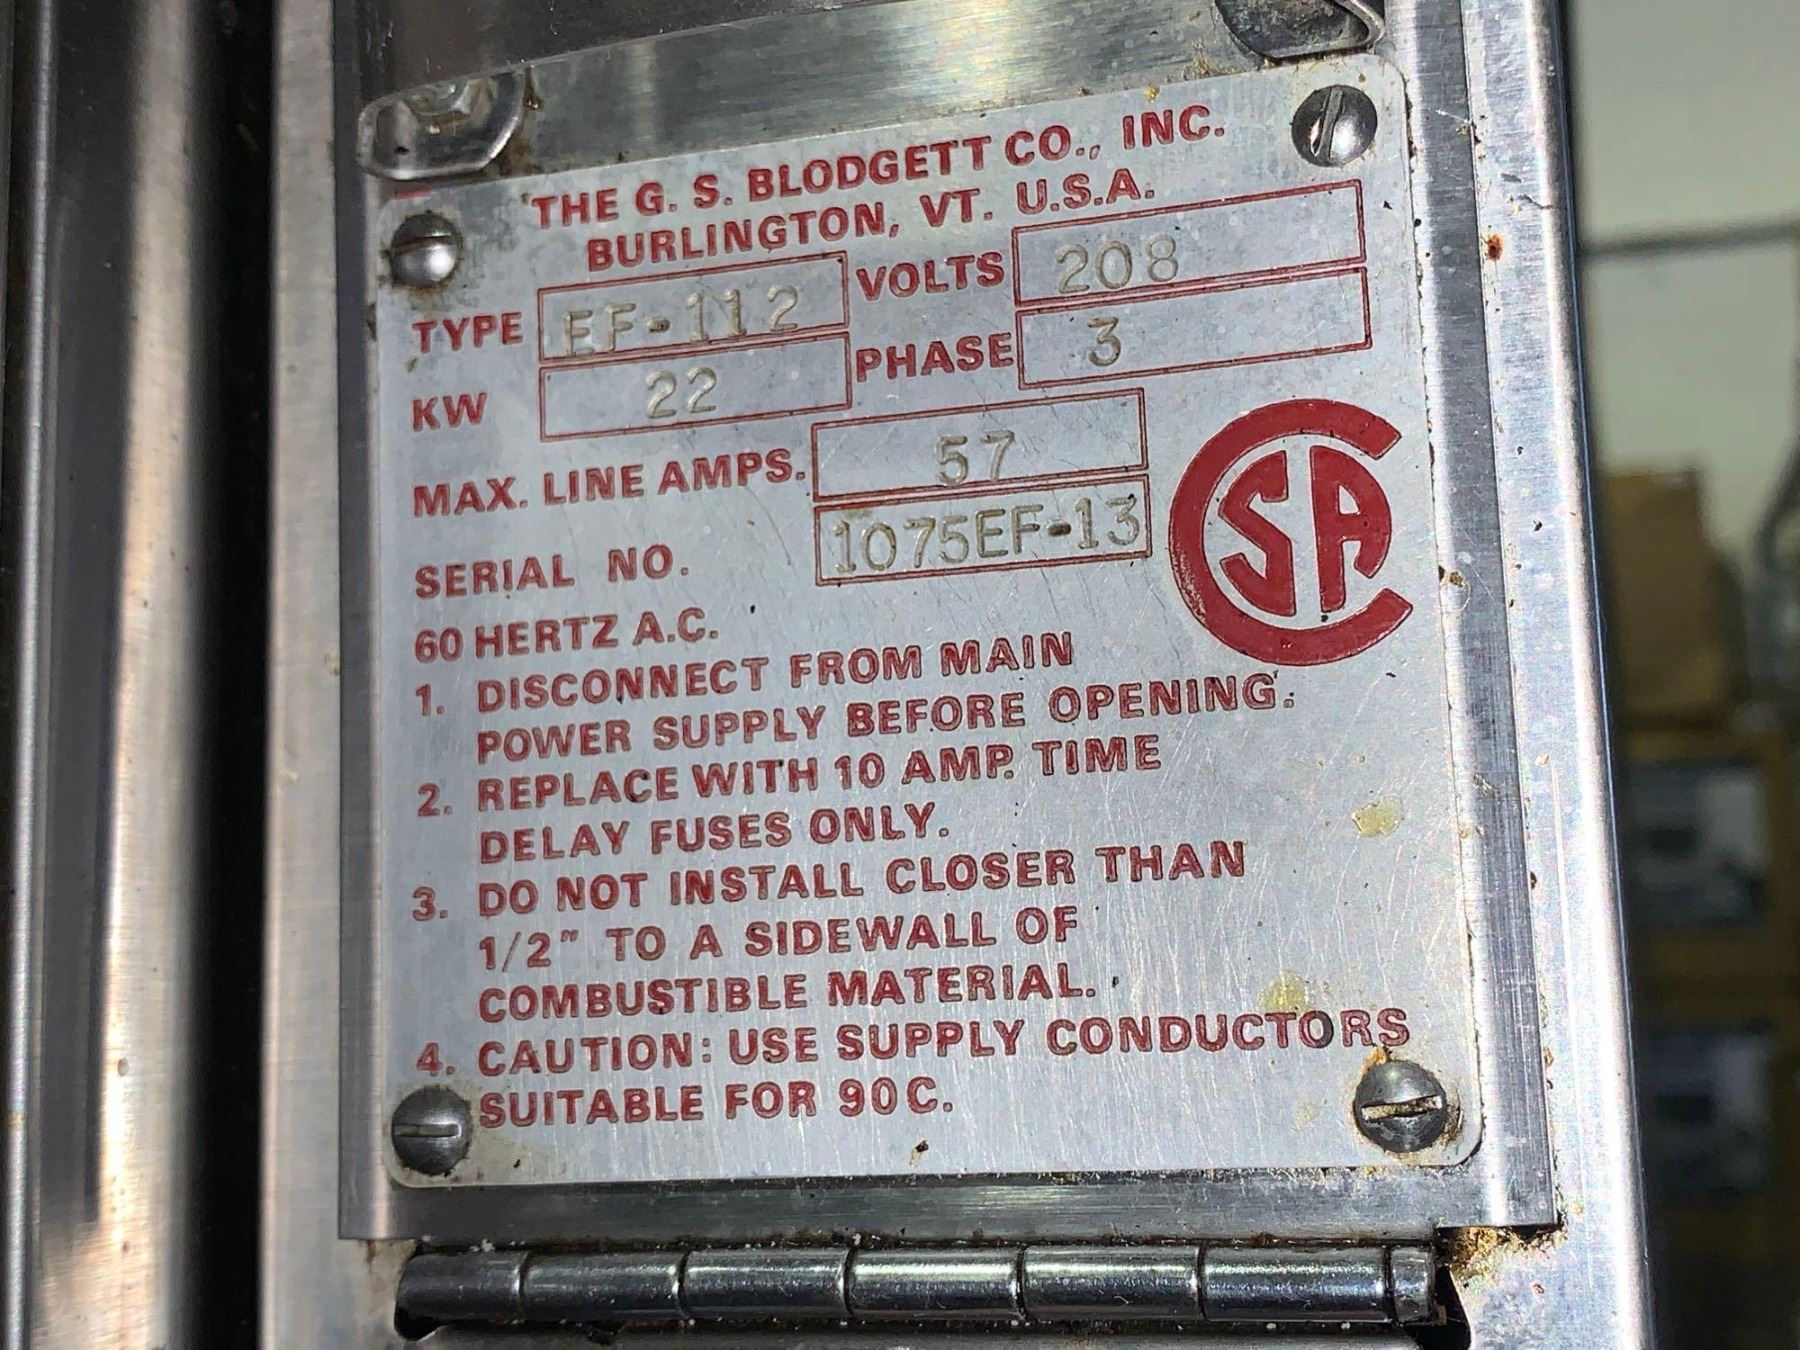 THE G. S. BLODGETT CO., INC.
BURLINGTON, VT. U.S.A.
TYPE EF-112 VOLTS 208
KW 22 PHASE 3
MAX. LINE AMPS. 57
SERIAL NO. 1075EF-13
60 HERTZ A.C.
CSA
1. DISCONNECT FROM MAIN
POWER SUPPLY BEFORE OPENING.
2. REPLACE WITH 10 AMP. TIME
DELAY FUSES ONLY.
3. DO NOT INSTALL CLOSER THAN
1/2" TO A SIDEWALL OF
COMBUSTIBLE MATERIAL.
4. CAUTION: USE SUPPLY CONDUCTORS
SUITABLE FOR 90C.